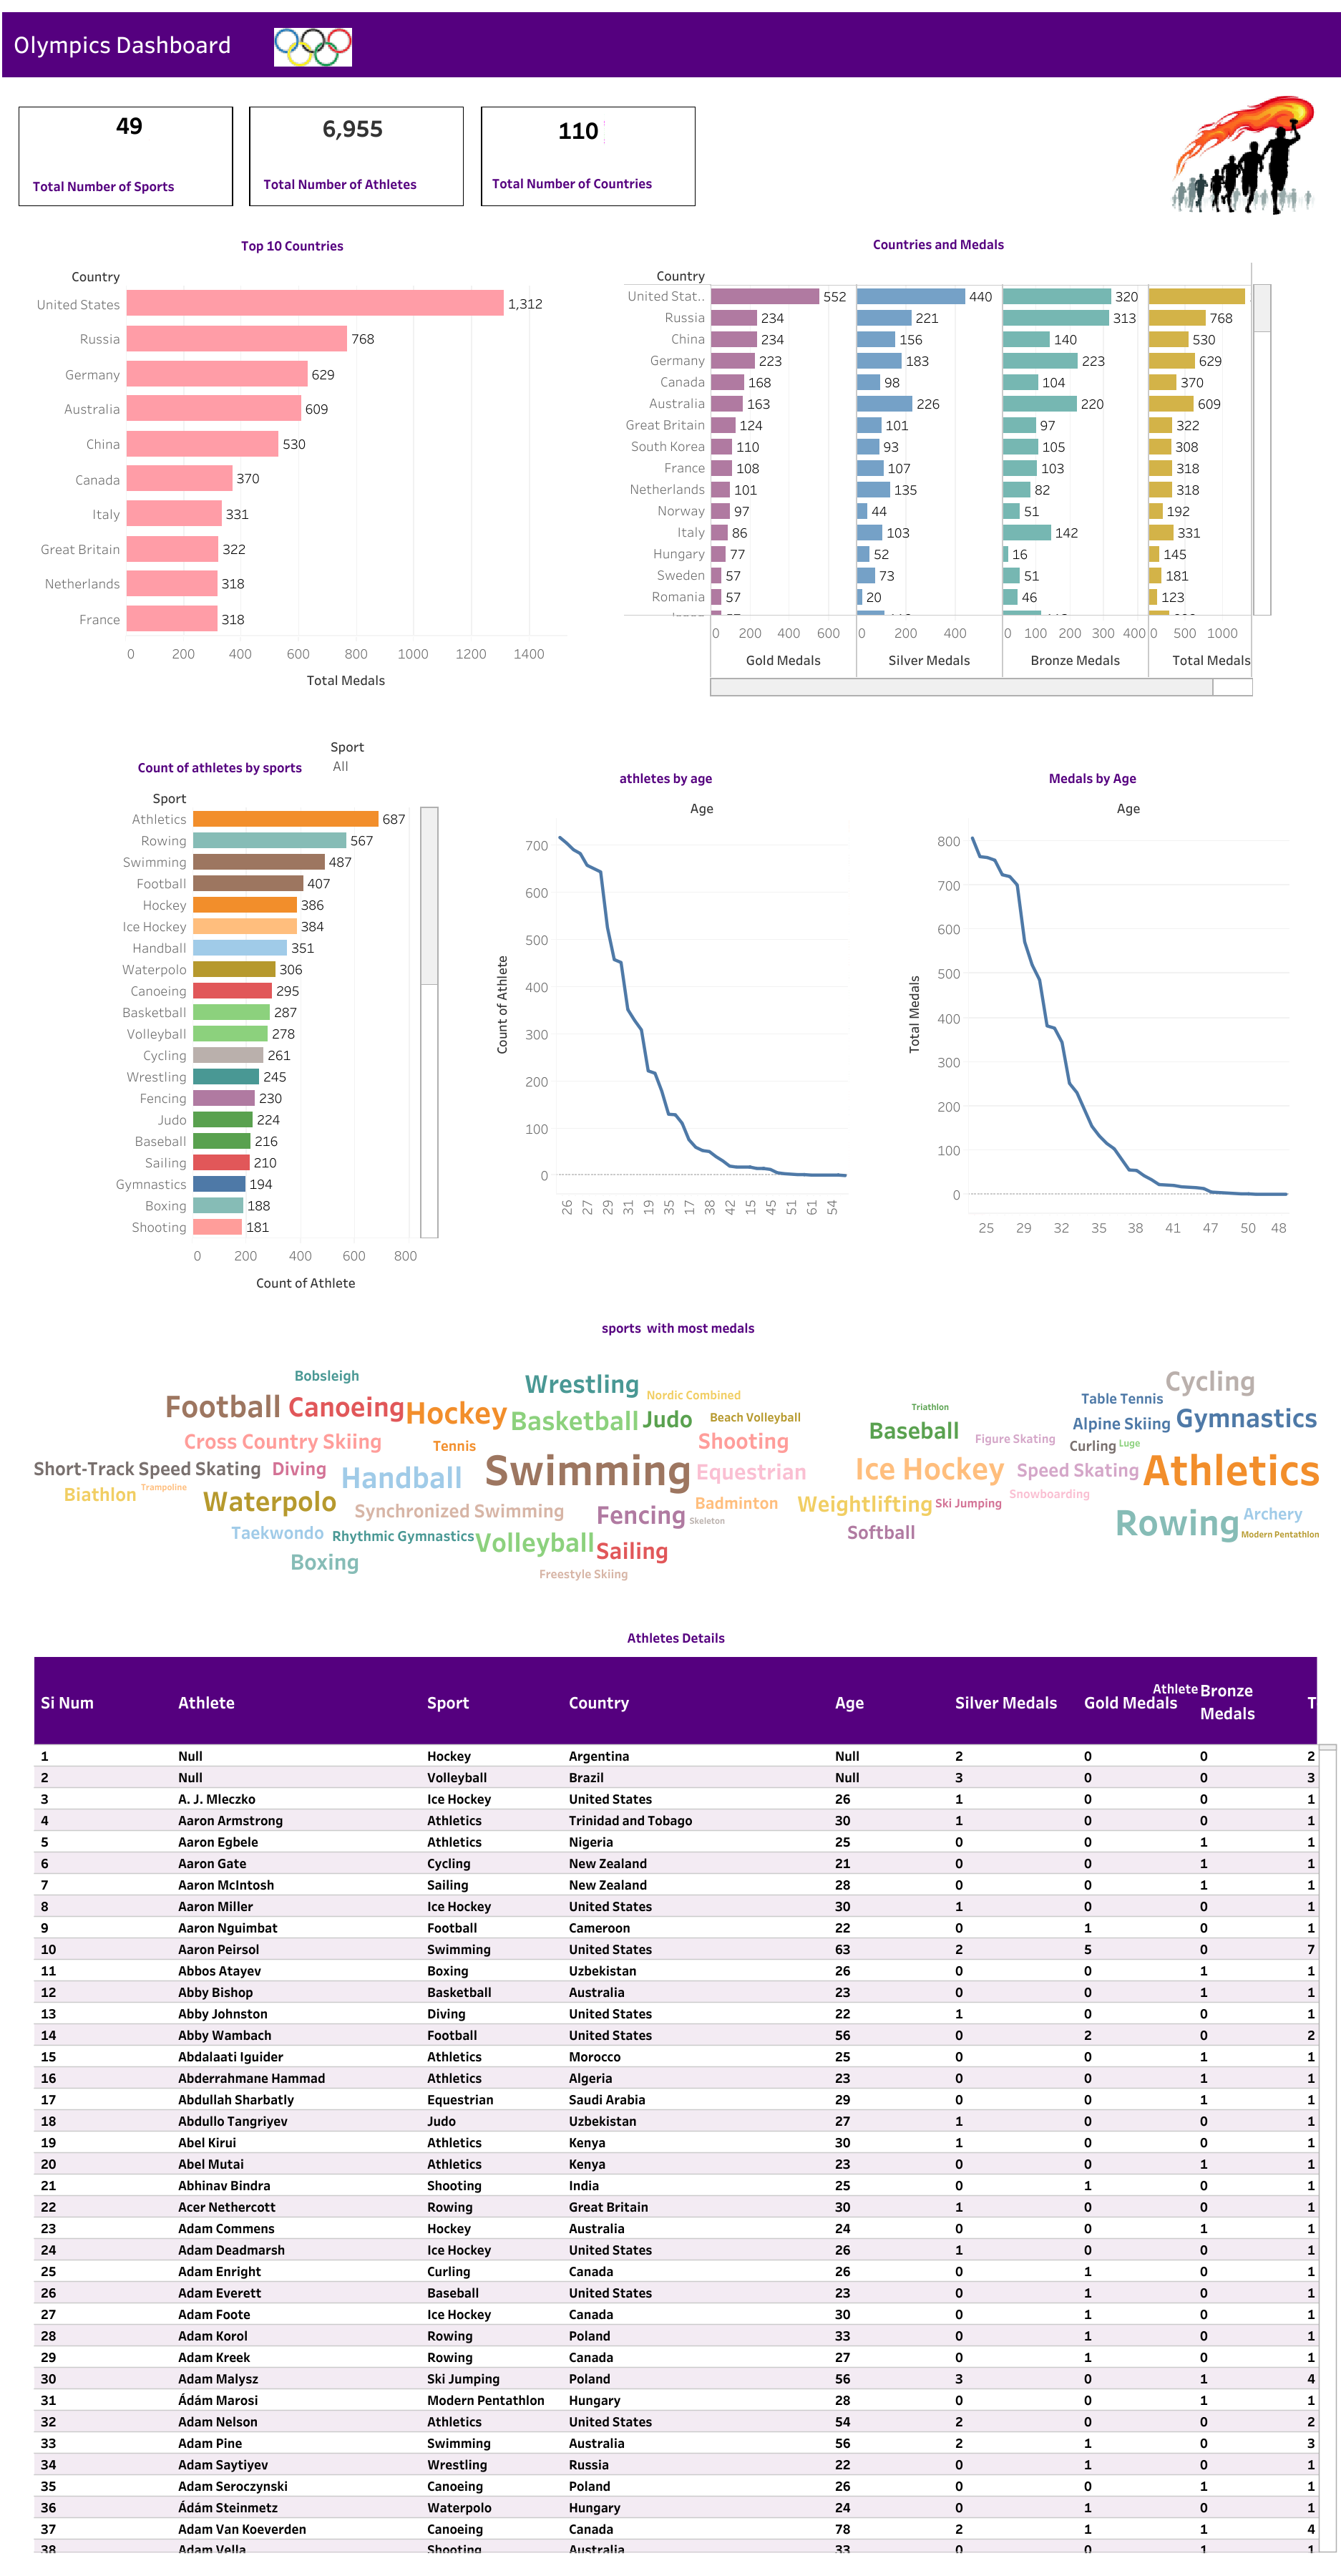 Olympics Dashboard
49
Total Number of Sports
6,955
Total Number of Athletes
110
Total Number of Countries
Top 10 Countries
Country
United States 1,312
Russia 768
Germany 629
Australia 609
China 530
Canada 370
Italy 331
Great Britain 322
Netherlands 318
France 318
0 200 400 600 800 1000 1200 1400
Total Medals
Countries and Medals
Country
United Stat.. 552 440 320
Russia 234 221 313 768
China 234 156 140 530
Germany 223 183 223 629
Canada 168 98 104 370
Australia 163 226 220 609
Great Britain 124 101 97 322
South Korea 110 93 105 308
France 108 107 103 318
Netherlands 101 135 82 318
Norway 97 44 51 192
Italy 86 103 142 331
Hungary 77 52 16 145
Sweden 57 73 51 181
Romania 57 20 46 123
0 200 400 600 0 200 400 0 100 200 300 400 0 500 1000
Gold Medals Silver Medals Bronze Medals Total Medals
Sport
All
Count of athletes by sports
Sport
Athletics 687
Rowing 567
Swimming 487
Football 407
Hockey 386
Ice Hockey 384
Handball 351
Waterpolo 306
Canoeing 295
Basketball 287
Volleyball 278
Cycling 261
Wrestling 245
Fencing 230
Judo 224
Baseball 216
Sailing 210
Gymnastics 194
Boxing 188
Shooting 181
0 200 400 600 800
Count of Athlete
athletes by age
Age
700
600
500
400
300
200
100
0
Count of Athlete
26 27 29 31 19 35 17 38 42 15 45 51 61 54
Medals by Age
Age
800
700
600
500
400
300
200
100
0
Total Medals
25 29 32 35 38 41 47 50 48
sports with most medals
Bobsleigh Wrestling Nordic Combined Cycling
Football Canoeing Hockey Basketball Judo Beach Volleyball Triathlon Baseball Table Tennis Alpine Skiing Gymnastics
Cross Country Skiing Tennis Shooting Figure Skating Curling Luge
Short-Track Speed Skating Diving Handball Swimming Equestrian Ice Hockey Speed Skating Athletics
Biathlon Trampoline Waterpolo Synchronized Swimming Fencing Skeleton Badminton Weightlifting Ski Jumping Snowboarding Rowing Archery
Taekwondo Rhythmic Gymnastics Volleyball Sailing Softball Modern Pentathlon
Boxing Freestyle Skiing
Athletes Details
Si Num Athlete Sport Country Age Silver Medals Gold Medals Athlete Bronze Medals T
1 Null Hockey Argentina Null 2 0 0 2
2 Null Volleyball Brazil Null 3 0 0 3
3 A. J. Mleczko Ice Hockey United States 26 1 0 0 1
4 Aaron Armstrong Athletics Trinidad and Tobago 30 1 0 0 1
5 Aaron Egbele Athletics Nigeria 25 0 0 1 1
6 Aaron Gate Cycling New Zealand 21 0 0 1 1
7 Aaron McIntosh Sailing New Zealand 28 0 0 1 1
8 Aaron Miller Ice Hockey United States 30 1 0 0 1
9 Aaron Nguimbat Football Cameroon 22 0 1 0 1
10 Aaron Peirsol Swimming United States 63 2 5 0 7
11 Abbos Atayev Boxing Uzbekistan 26 0 0 1 1
12 Abby Bishop Basketball Australia 23 0 0 1 1
13 Abby Johnston Diving United States 22 1 0 0 1
14 Abby Wambach Football United States 56 0 2 0 2
15 Abdalaati Iguider Athletics Morocco 25 0 0 1 1
16 Abderrahmane Hammad Athletics Algeria 23 0 0 1 1
17 Abdullah Sharbatly Equestrian Saudi Arabia 29 0 0 1 1
18 Abdullo Tangriyev Judo Uzbekistan 27 1 0 0 1
19 Abel Kirui Athletics Kenya 30 1 0 0 1
20 Abel Mutai Athletics Kenya 23 0 0 1 1
21 Abhinav Bindra Shooting India 25 0 1 0 1
22 Acer Nethercott Rowing Great Britain 30 1 0 0 1
23 Adam Commens Hockey Australia 24 0 0 1 1
24 Adam Deadmarsh Ice Hockey United States 26 1 0 0 1
25 Adam Enright Curling Canada 26 0 1 0 1
26 Adam Everett Baseball United States 23 0 1 0 1
27 Adam Foote Ice Hockey Canada 30 0 1 0 1
28 Adam Korol Rowing Poland 33 0 1 0 1
29 Adam Kreek Rowing Canada 27 0 1 0 1
30 Adam Malysz Ski Jumping Poland 56 3 0 1 4
31 Ádám Marosi Modern Pentathlon Hungary 28 0 0 1 1
32 Adam Nelson Athletics United States 54 2 0 0 2
33 Adam Pine Swimming Australia 56 2 1 0 3
34 Adam Saytiyev Wrestling Russia 22 0 1 0 1
35 Adam Seroczynski Canoeing Poland 26 0 0 1 1
36 Ádám Steinmetz Waterpolo Hungary 24 0 1 0 1
37 Adam Van Koeverden Canoeing Canada 78 2 1 1 4
38 Adam Vella Shooting Australia 33 0 0 1 1